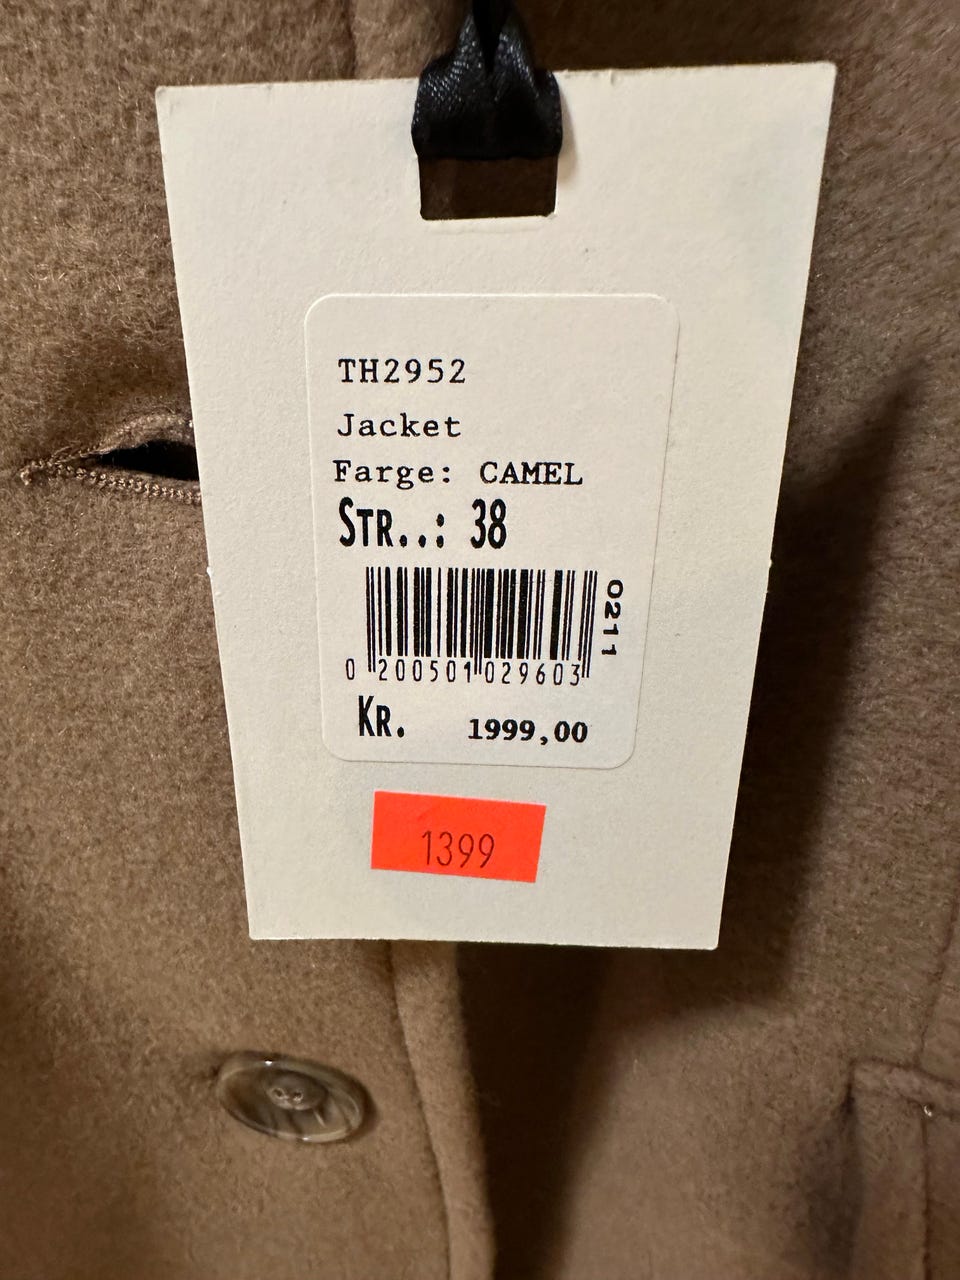 TH2952
Jacket
Farge: CAMEL
STR..: 38
0211
0 200501 029603
KR. 1999,00
1399